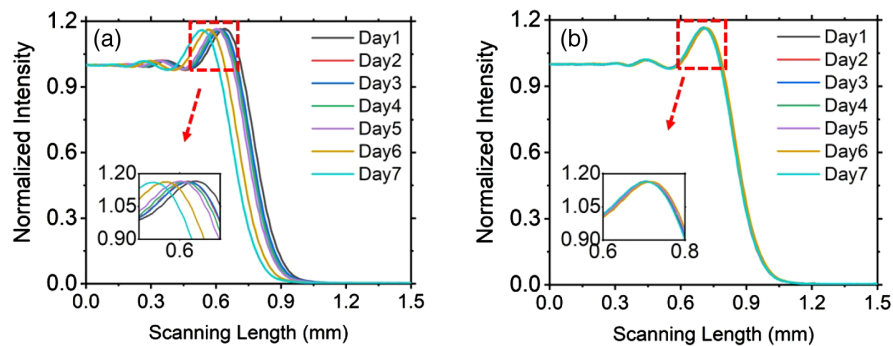 (a)
Normalized Intensity
1.2
0.9
0.6
0.3
0.0
Day1
Day2
Day3
Day4
Day5
Day6
Day7
1.20
1.05
0.90
0.6
0.0 0.3 0.6 0.9 1.2 1.5
Scanning Length (mm)
(b)
Normalized Intensity
1.2
0.9
0.6
0.3
0.0
Day1
Day2
Day3
Day4
Day5
Day6
Day7
1.20
1.05
0.90
0.6 0.8
0.0 0.3 0.6 0.9 1.2 1.5
Scanning Length (mm)